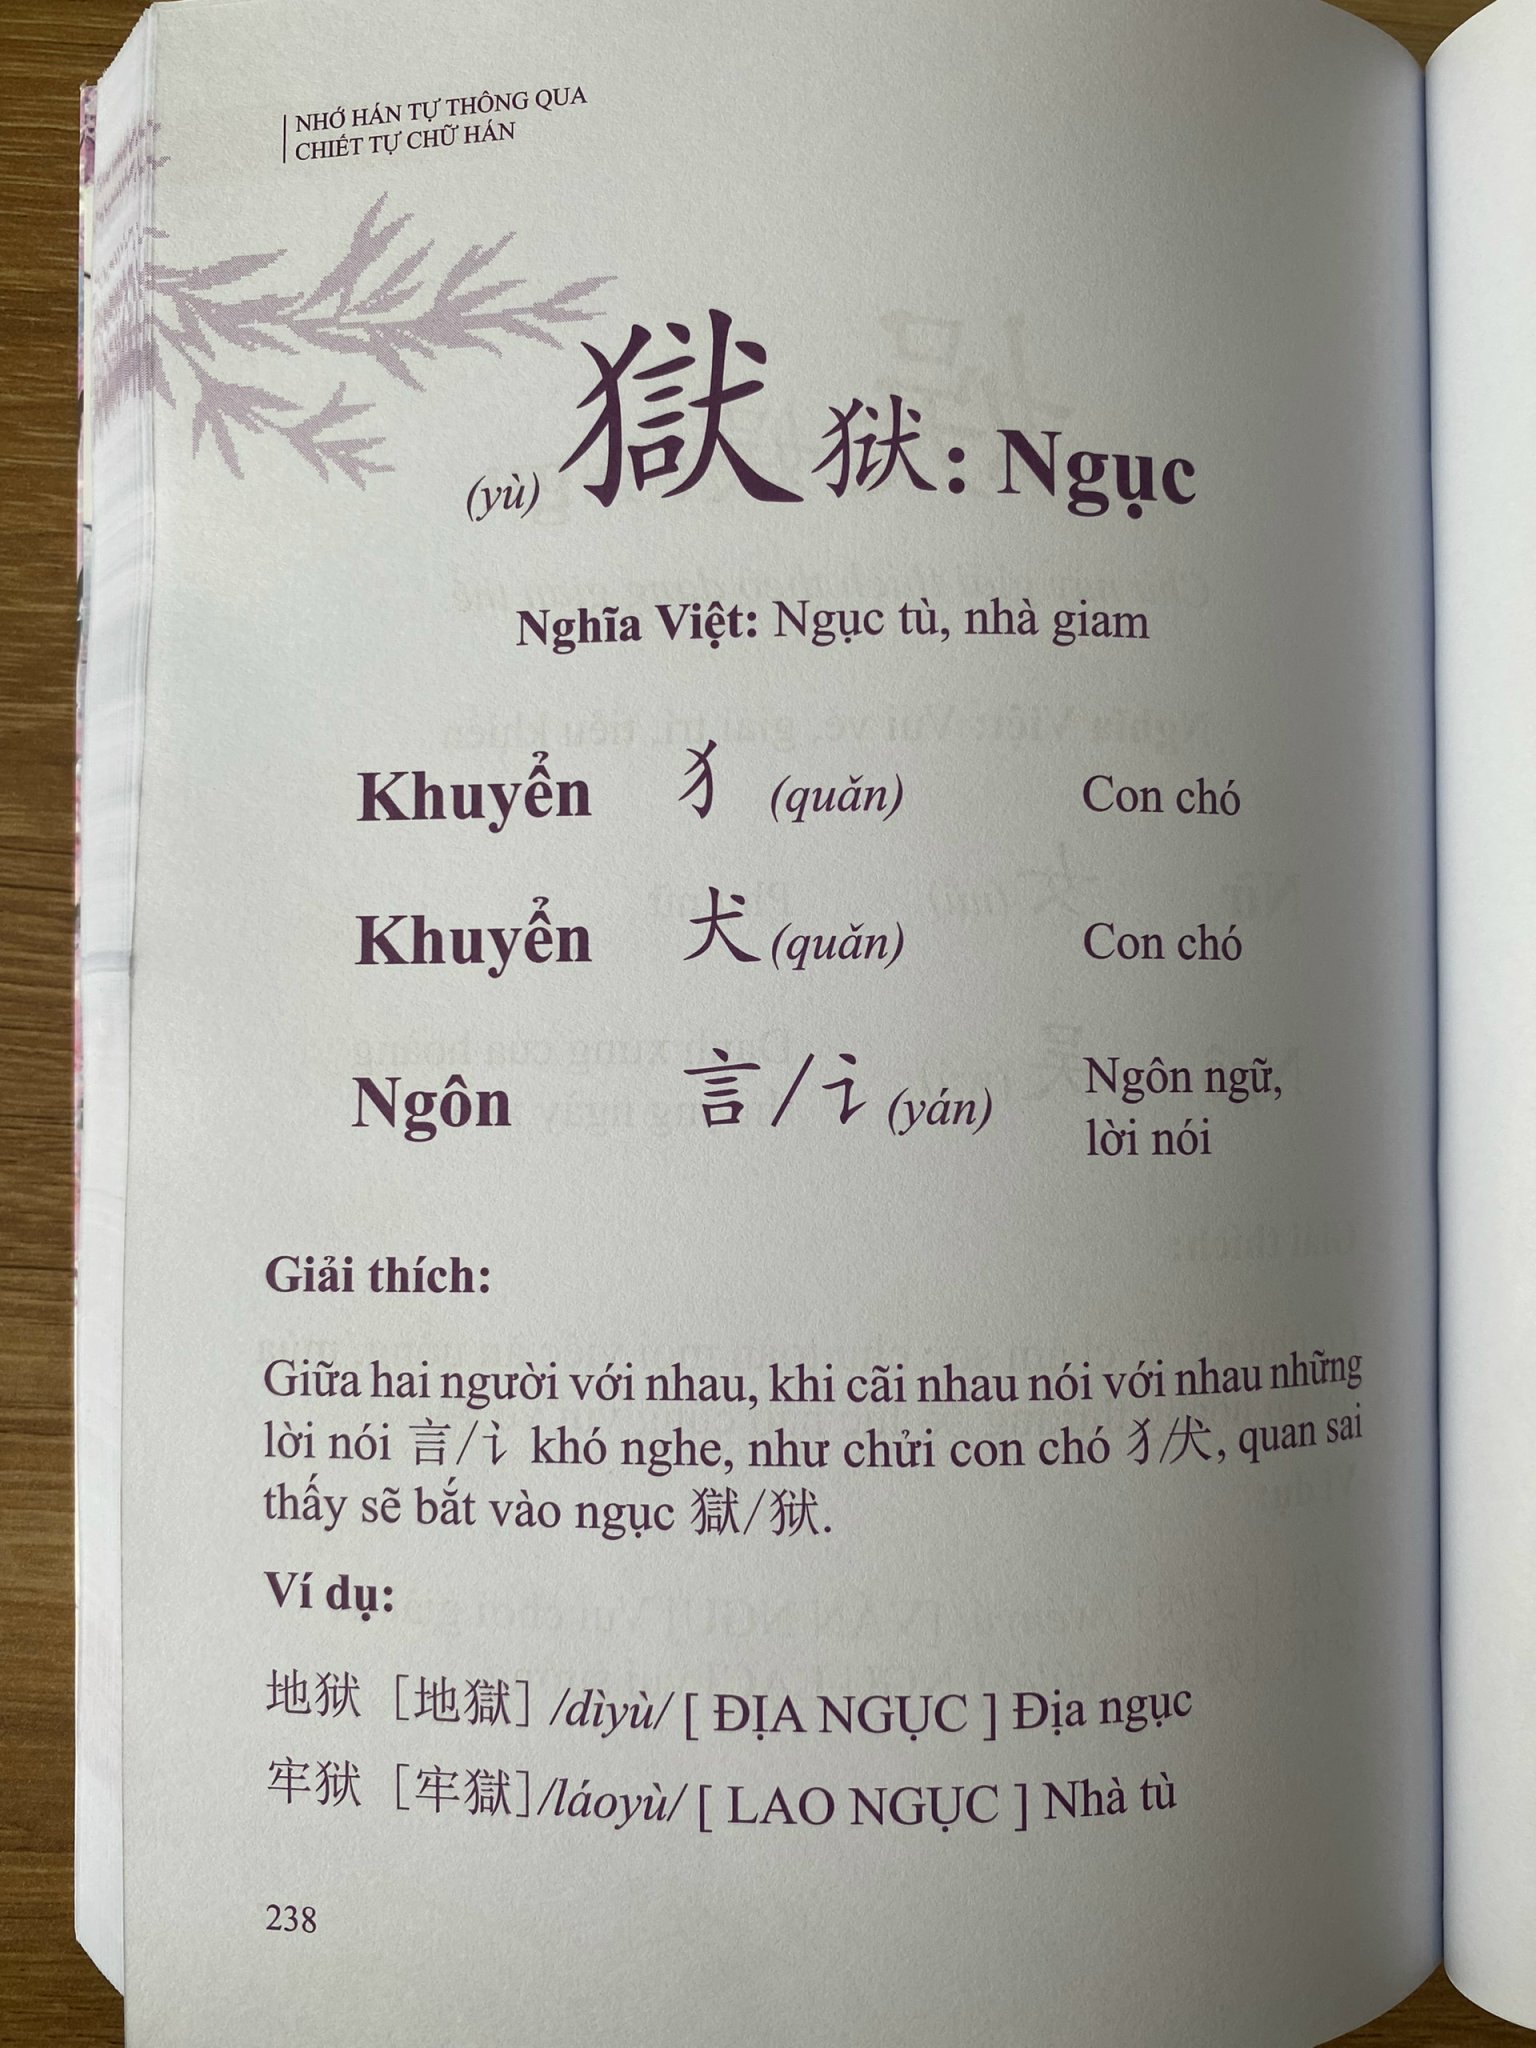 NHỚ HÁN TỰ THÔNG QUA
CHIẾT TỰ CHỮ HÁN
(yù) 獄 狱: Ngục
Nghĩa Việt: Ngục tù, nhà giam
Khuyển 犭 (quǎn) Con chó
Khuyển 犬 (quǎn) Con chó
Ngôn 言/讠 (yán) Ngôn ngữ,
lời nói
Giải thích:
Giữa hai người với nhau, khi cãi nhau nói với nhau những
lời nói 言/讠 khó nghe, như chửi con chó 犭/犬, quan sai
thấy sẽ bắt vào ngục 獄/狱.
Ví dụ:
地狱 [地獄] /dìyù/ [ ĐỊA NGỤC ] Địa ngục
牢狱 [牢獄]/láoyù/ [ LAO NGỤC ] Nhà tù
238